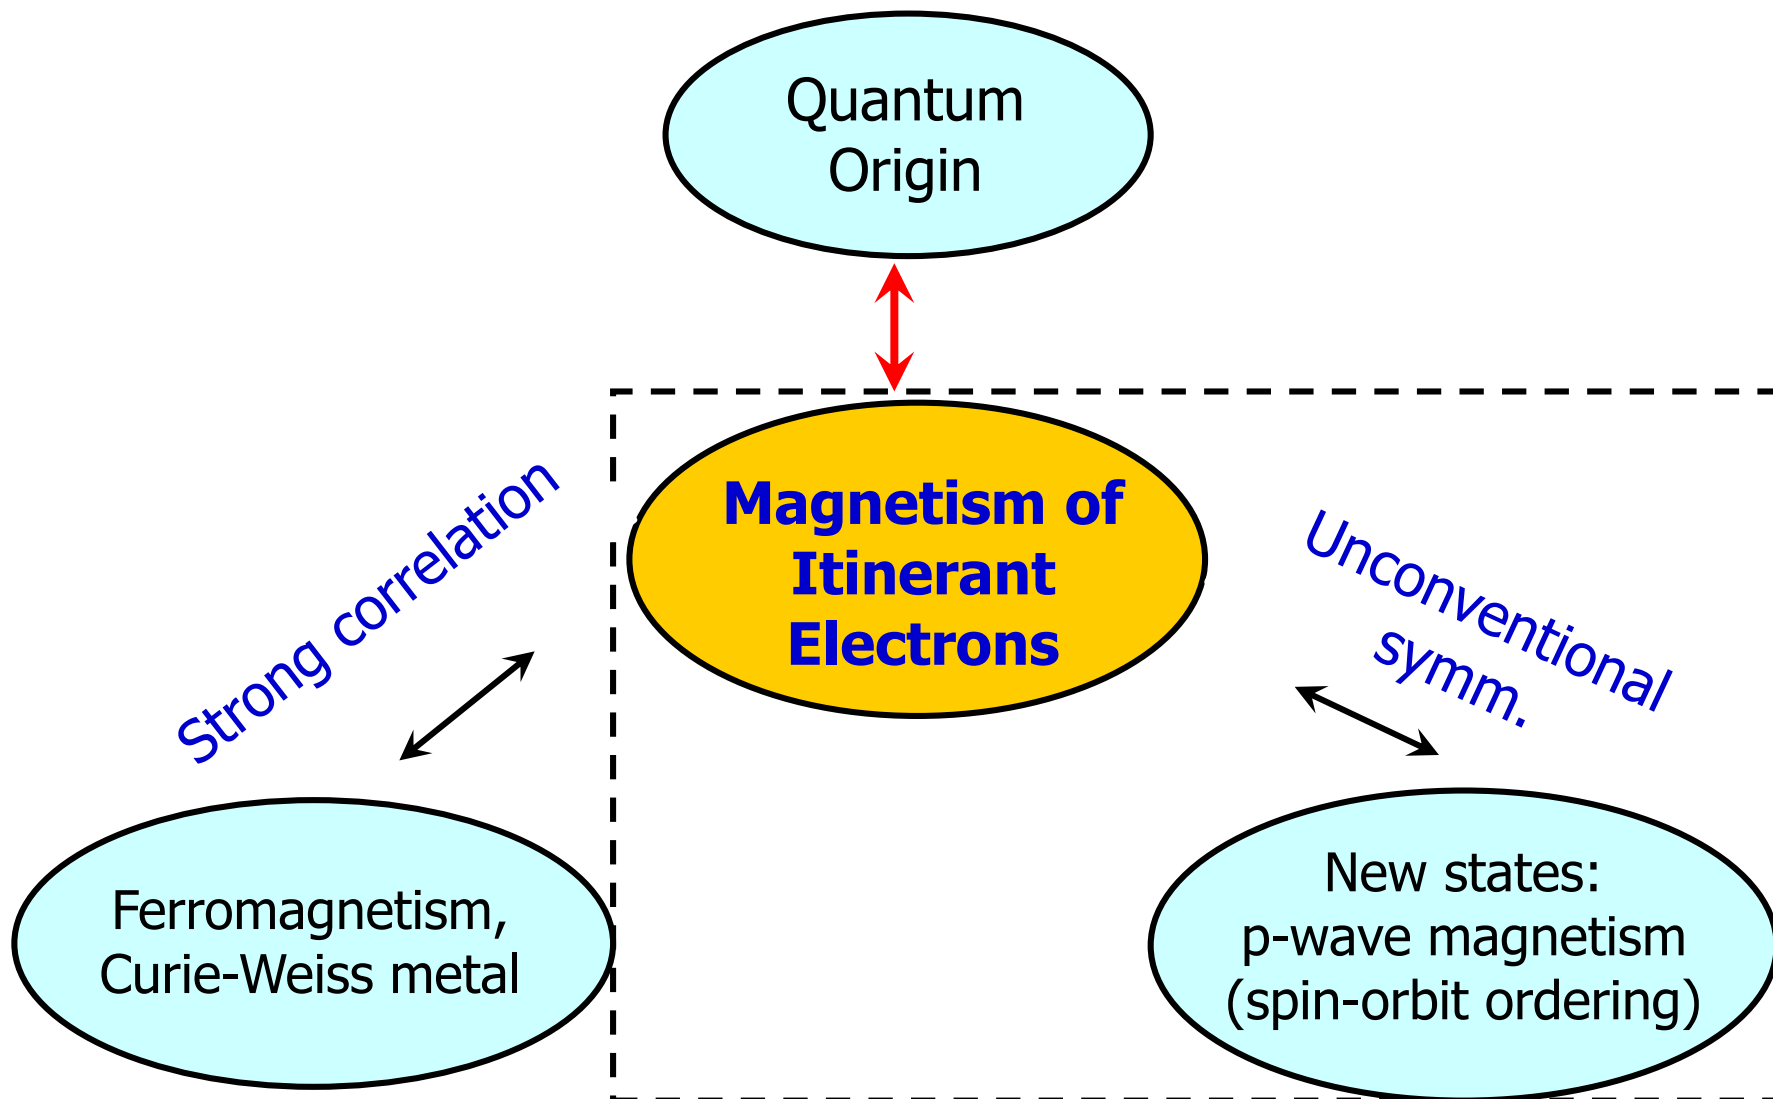 Quantum
Origin
Magnetism of
Itinerant
Electrons
Strong correlation
Unconventional
symm.
Ferromagnetism,
Curie-Weiss metal
New states:
p-wave magnetism
(spin-orbit ordering)